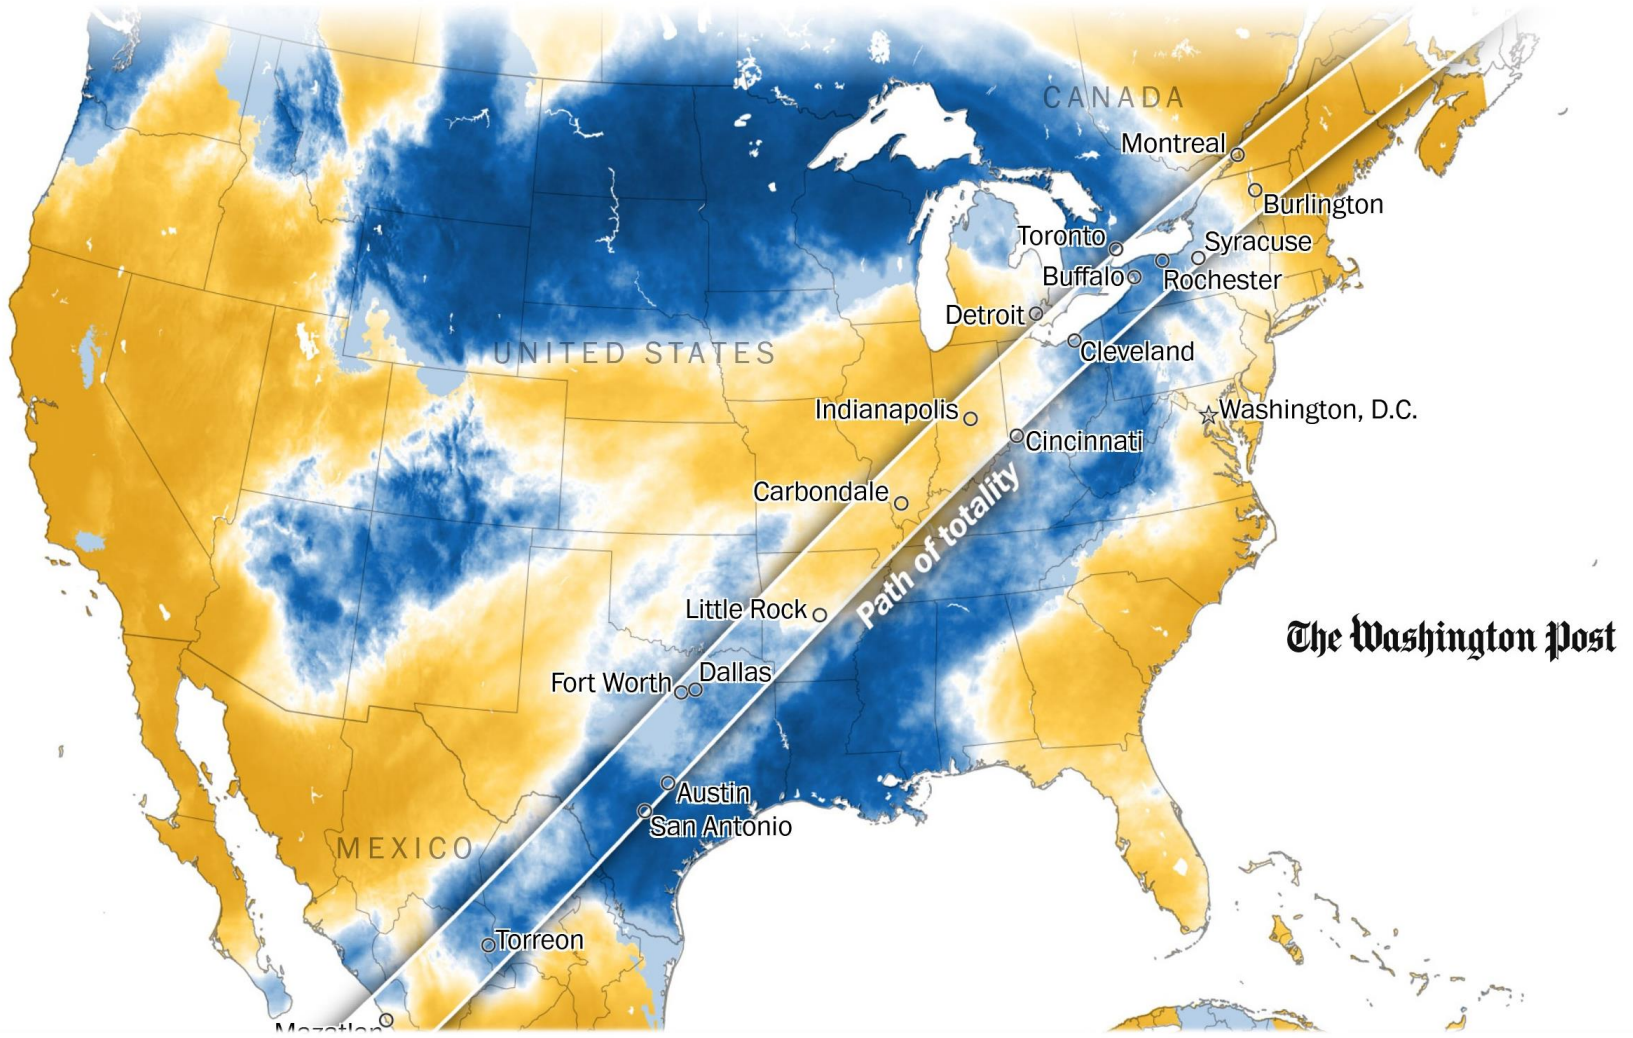 CANADA
Montreal
Burlington
Toronto
Syracuse
Buffalo
Rochester
Detroit
UNITED STATES
Cleveland
Indianapolis
Washington, D.C.
Cincinnati
Carbondale
Path of totality
Little Rock
The Washington Post
Dallas
Fort Worth
Austin
San Antonio
MEXICO
Torreon
Mazatlan